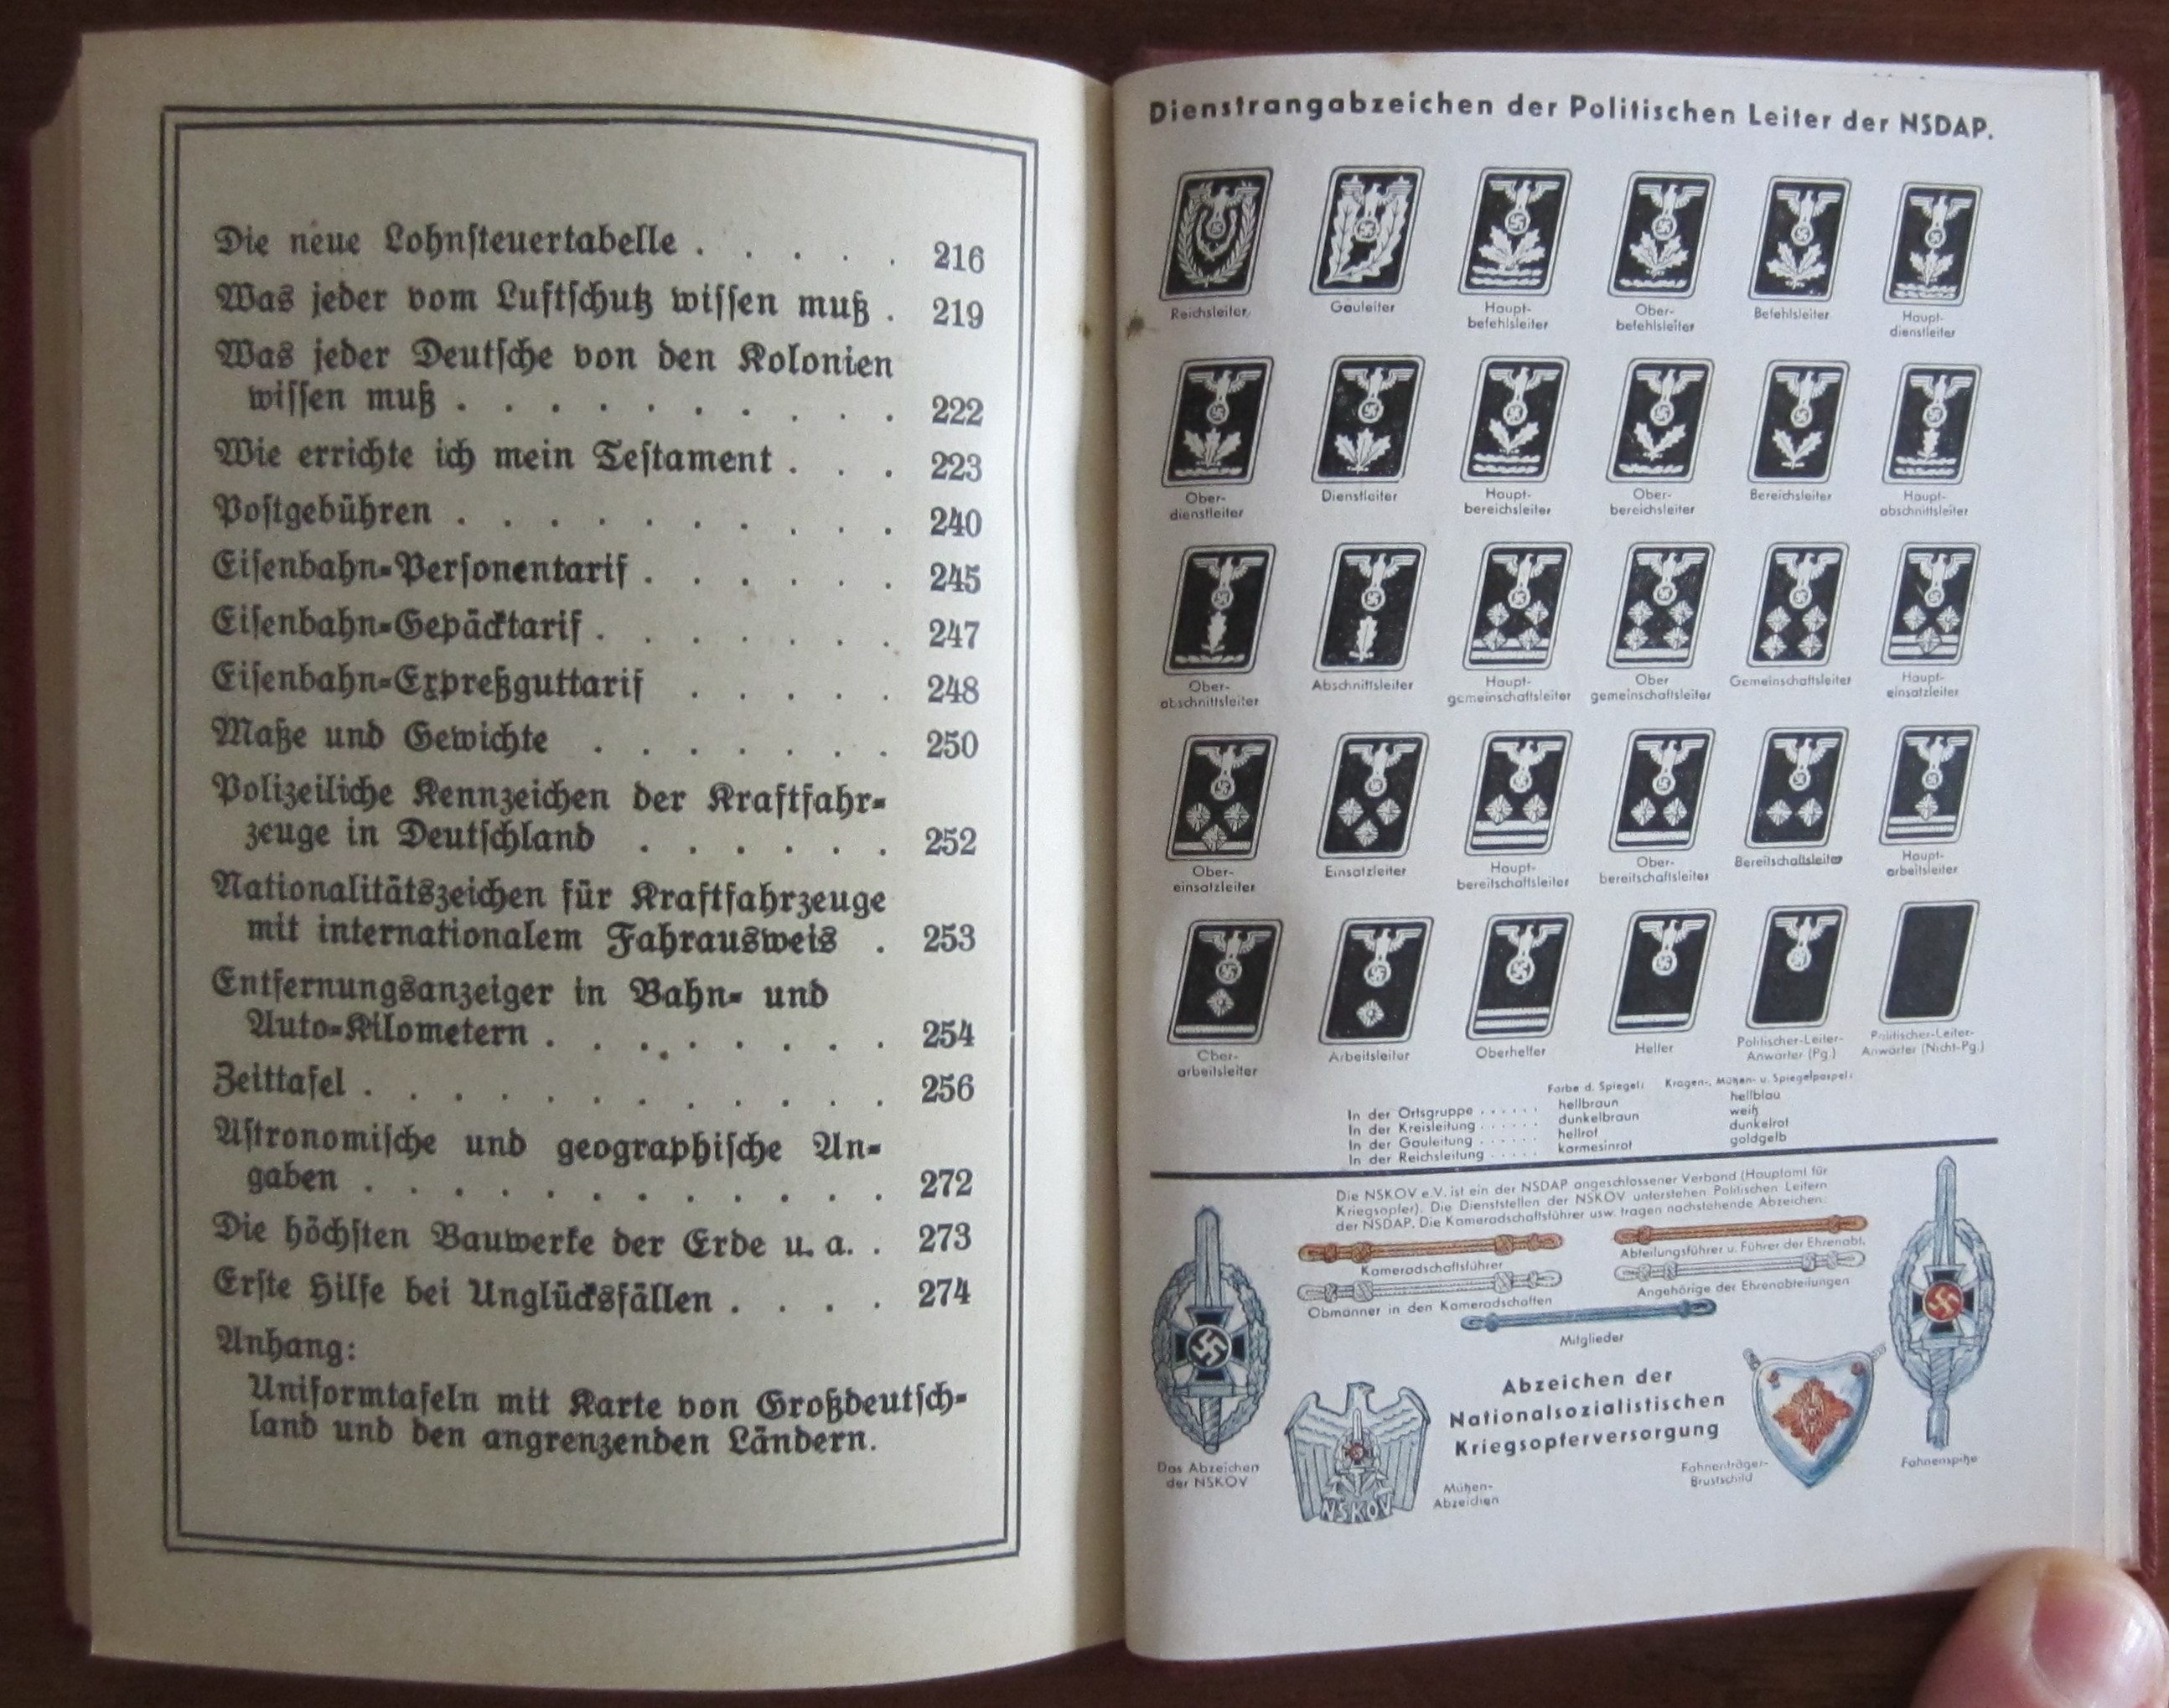 Die neue Lohnsteuertabelle . . . . . 216
Was jeder vom Luftschutz wissen muß . 219
Was jeder Deutsche von den Kolonien
wissen muß . . . . . . . . . . 222
Wie errichte ich mein Testament . . . 223
Postgebühren . . . . . . . . . . 240
Eisenbahn-Personentarif . . . . . . 245
Eisenbahn-Gepäcktarif . . . . . . . 247
Eisenbahn-Expreßguttarif . . . . . 248
Maße und Gewichte . . . . . . . 250
Polizeiliche Kennzeichen der Kraftfahr-
zeuge in Deutschland . . . . . . 252
Nationalitätszeichen für Kraftfahrzeuge
mit internationalem Fahrausweis . 253
Entfernungsanzeiger in Bahn- und
Auto-Kilometern . . . . . . . . 254
Zeittafel . . . . . . . . . . . . 256
Astronomische und geographische An-
gaben . . . . . . . . . . . . 272
Die höchsten Bauwerke der Erde u. a. . 273
Erste Hilfe bei Unglücksfällen . . . . 274
Anhang:
Uniformtafeln mit Karte von Großdeutsch-
land und den angrenzenden Ländern.
Dienstrangabzeichen der Politischen Leiter der NSDAP.
Reichsleiter
Gauleiter
Haupt-
befehlsleiter
Ober-
befehlsleiter
Befehlsleiter
Haupt-
dienstleiter
Ober-
dienstleiter
Dienstleiter
Haupt-
bereichsleiter
Ober-
bereichsleiter
Bereichsleiter
Haupt-
abschnittsleiter
Ober-
abschnittsleiter
Abschnittsleiter
Haupt-
gemeinschaftsleiter
Ober
gemeinschaftsleiter
Gemeinschaftsleiter
Haupt-
einsatzleiter
Ober-
einsatzleiter
Einsatzleiter
Haupt-
bereitschaftsleiter
Ober-
bereitschaftsleiter
Bereitschaftsleiter
Haupt-
arbeitsleiter
Ober-
arbeitsleiter
Arbeitsleiter
Oberhelfer
Helfer
Politischer-Leiter-
Anwärter (Pg.)
Politischer-Leiter-
Anwärter (Nicht-Pg.)
Farbe d. Spiegel: Kragen-, Mützen- u. Spiegelpaspel:
In der Ortsgruppe . . . . . . hellbraun hellblau
In der Kreisleitung . . . . . . dunkelbraun weiß
In der Gauleitung . . . . . . hellrot dunkelrot
In der Reichsleitung . . . . . karmesinrot goldgelb
Die NSKOV e.V. ist ein der NSDAP angeschlossener Verband (Hauptamt für
Kriegsopfer). Die Dienststellen der NSKOV unterstehen Politischen Leitern
der NSDAP. Die Kameradschaftsführer usw. tragen nachstehende Abzeichen:
Kameradschaftsführer
Abteilungsführer u. Führer der Ehrenabt.
Obmänner in den Kameradschaften
Angehörige der Ehrenabteilungen
Mitglieder
Abzeichen der
Nationalsozialistischen
Kriegsopferversorgung
Das Abzeichen
der NSKOV
NSKOV
Mützen-
Abzeichen
Fahnenträger-
Brustschild
Fahnenspitze